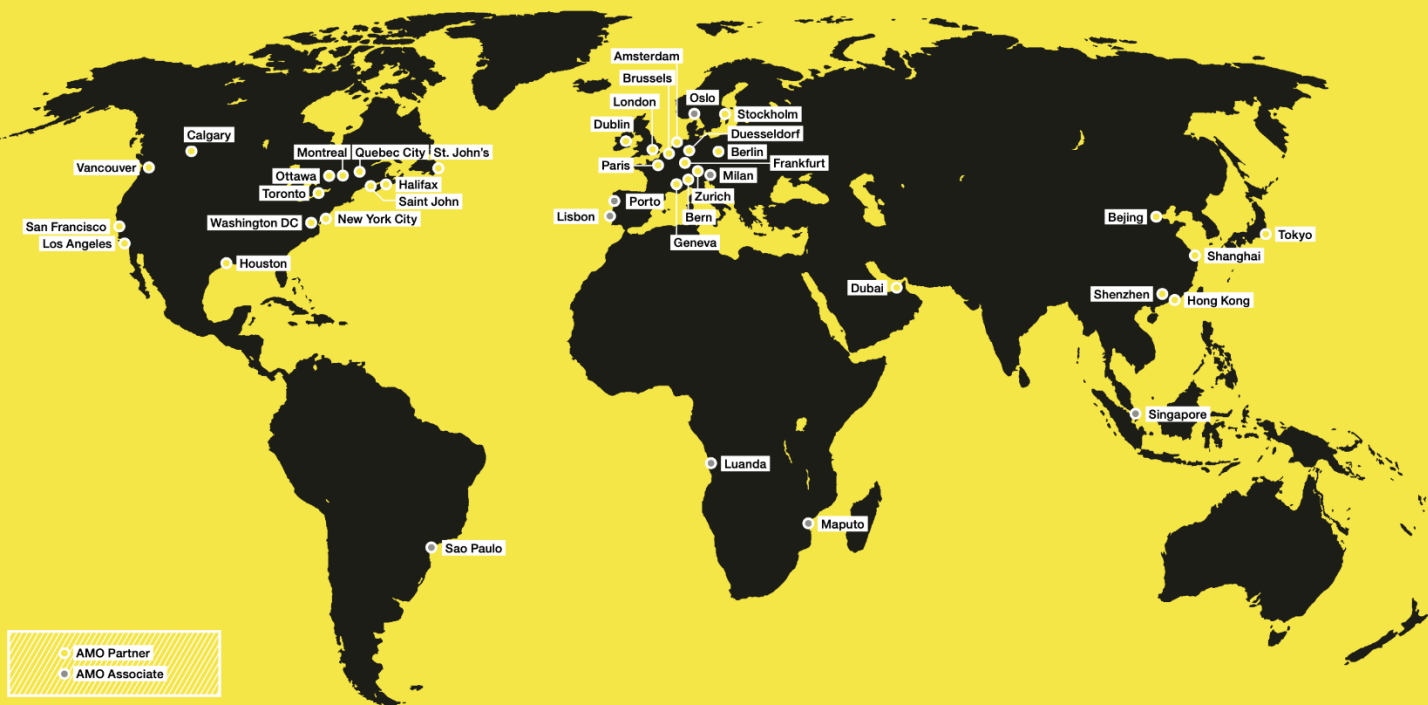 Amsterdam
Brussels
London
Oslo
Stockholm
Dublin
Duesseldorf
Calgary
Montreal
Quebec City
St. John's
Berlin
Paris
Frankfurt
Vancouver
Ottawa
Milan
Toronto
Halifax
Saint John
Zurich
Porto
Lisbon
Bern
Bejing
San Francisco
Washington DC
New York City
Tokyo
Los Angeles
Geneva
Shanghai
Houston
Dubai
Shenzhen
Hong Kong
Singapore
Luanda
Maputo
Sao Paulo
AMO Partner
AMO Associate